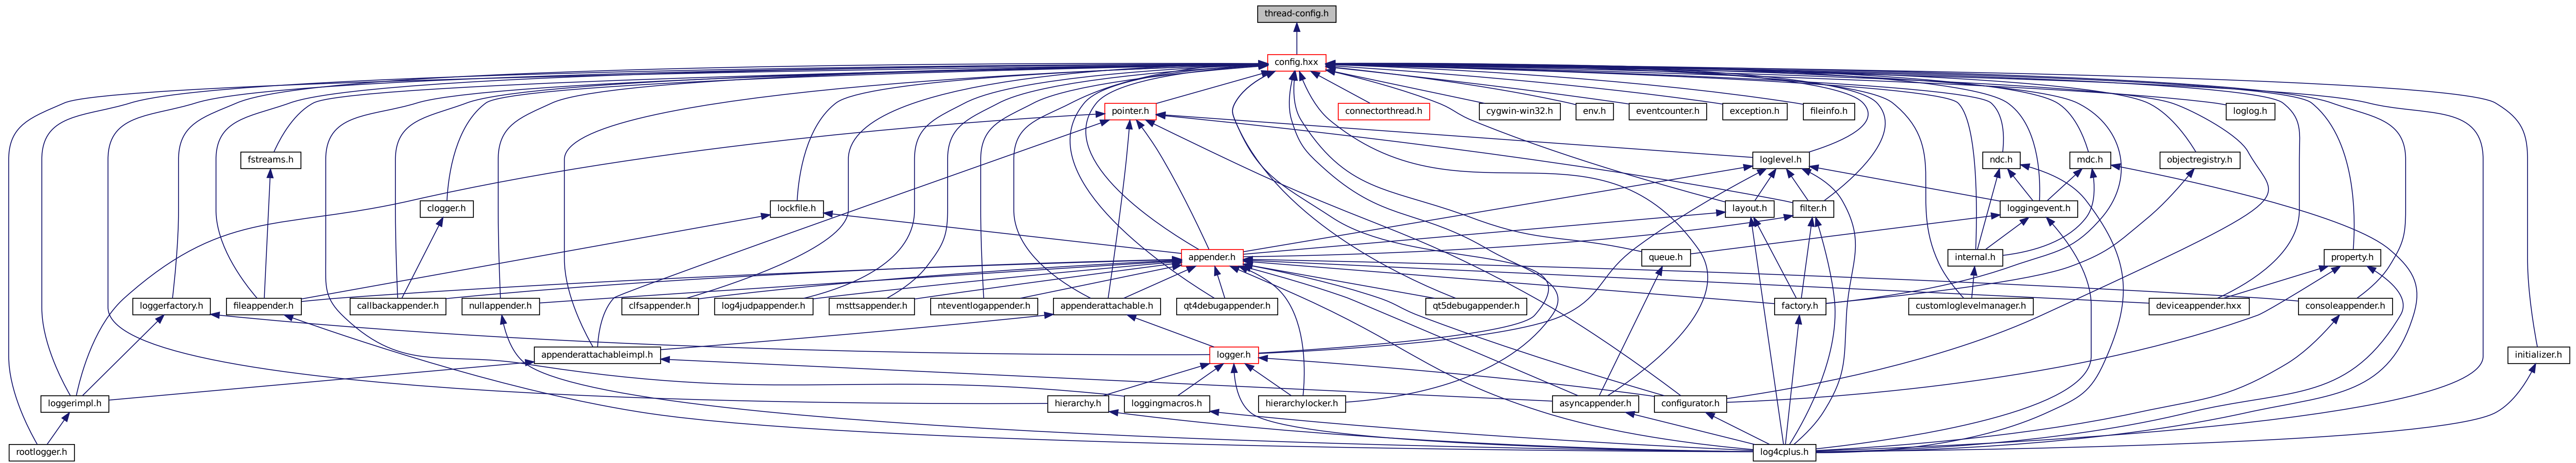 thread-config.h
config.hxx
pointer.h
connectorthread.h
cygwin-win32.h
env.h
eventcounter.h
exception.h
fileinfo.h
loglog.h
fstreams.h
loglevel.h
ndc.h
mdc.h
objectregistry.h
clogger.h
lockfile.h
layout.h
filter.h
loggingevent.h
appender.h
queue.h
internal.h
property.h
loggerfactory.h
fileappender.h
callbackappender.h
nullappender.h
clfsappender.h
log4judpappender.h
msttsappender.h
nteventlogappender.h
appenderattachable.h
qt4debugappender.h
qt5debugappender.h
factory.h
customloglevelmanager.h
deviceappender.hxx
consoleappender.h
appenderattachableimpl.h
logger.h
initializer.h
loggerimpl.h
hierarchy.h
loggingmacros.h
hierarchylocker.h
asyncappender.h
configurator.h
rootlogger.h
log4cplus.h